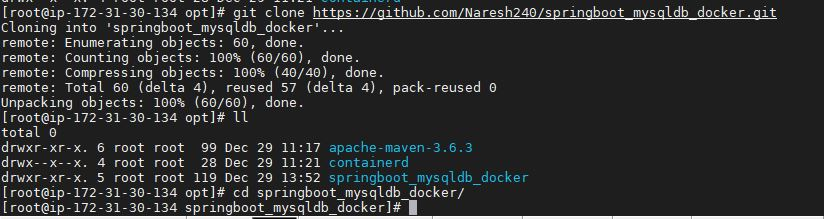 [root@ip-172-31-30-134 opt]# git clone https://github.com/Naresh240/springboot_mysqldb_docker.git
Cloning into 'springboot_mysqldb_docker'...
remote: Enumerating objects: 60, done.
remote: Counting objects: 100% (60/60), done.
remote: Compressing objects: 100% (40/40), done.
remote: Total 60 (delta 4), reused 57 (delta 4), pack-reused 0
Unpacking objects: 100% (60/60), done.
[root@ip-172-31-30-134 opt]# ll
total 0
drwxr-xr-x. 6 root root  99 Dec 29 11:17 apache-maven-3.6.3
drwx--x--x. 4 root root  28 Dec 29 11:21 containerd
drwxr-xr-x. 5 root root 119 Dec 29 13:52 springboot_mysqldb_docker
[root@ip-172-31-30-134 opt]# cd springboot_mysqldb_docker/
[root@ip-172-31-30-134 springboot_mysqldb_docker]#